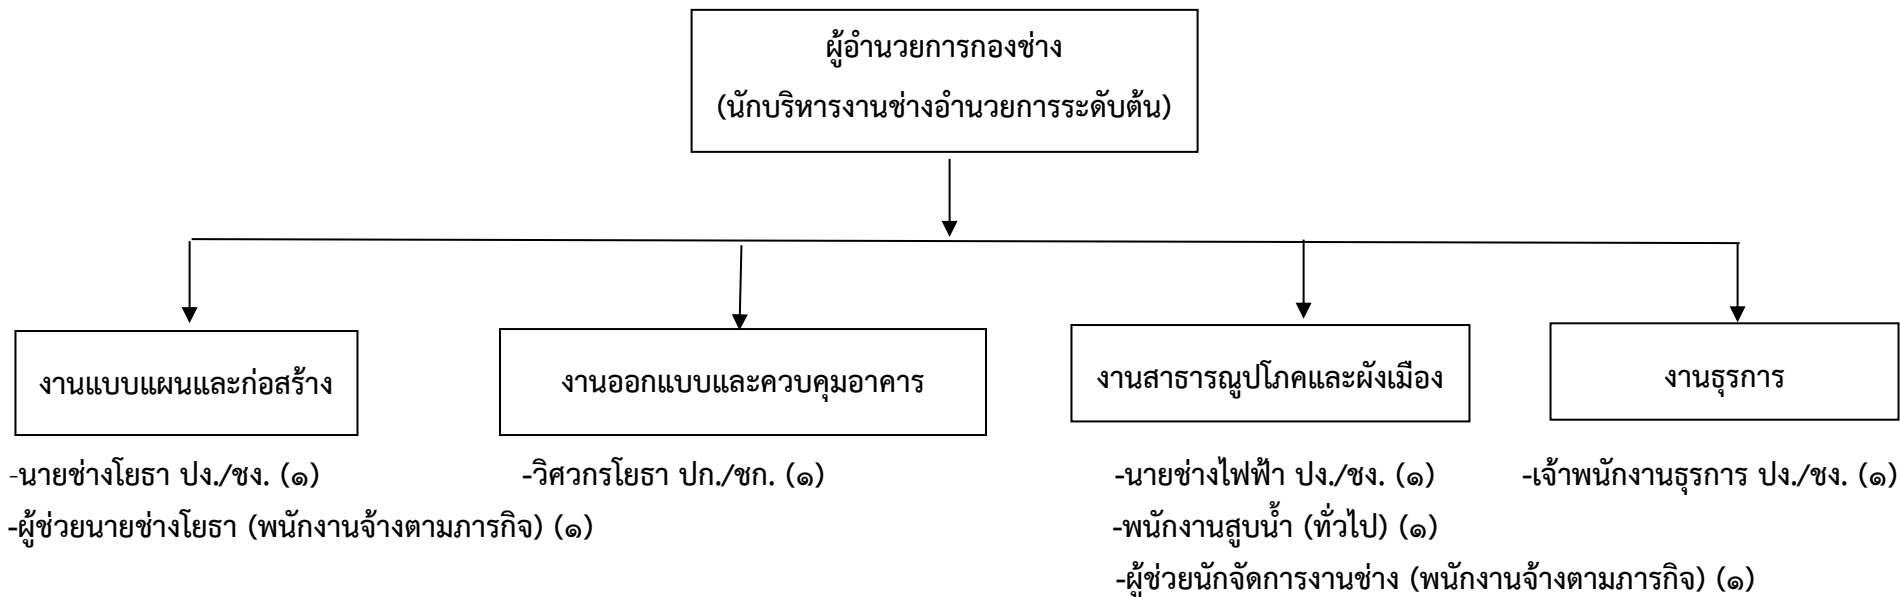 ผู้อำนวยการกองช่าง
(นักบริหารงานช่างอำนวยการระดับต้น)
งานแบบแผนและก่อสร้าง
งานออกแบบและควบคุมอาคาร
งานสาธารณูปโภคและผังเมือง
งานธุรการ
-นายช่างโยธา ปง./ชง. (๑)
-ผู้ช่วยนายช่างโยธา (พนักงานจ้างตามภารกิจ) (๑)
-วิศวกรโยธา ปก./ชก. (๑)
-นายช่างไฟฟ้า ปง./ชง. (๑)
-พนักงานสูบน้ำ (ทั่วไป) (๑)
-ผู้ช่วยนักจัดการงานช่าง (พนักงานจ้างตามภารกิจ) (๑)
-เจ้าพนักงานธุรการ ปง./ชง. (๑)